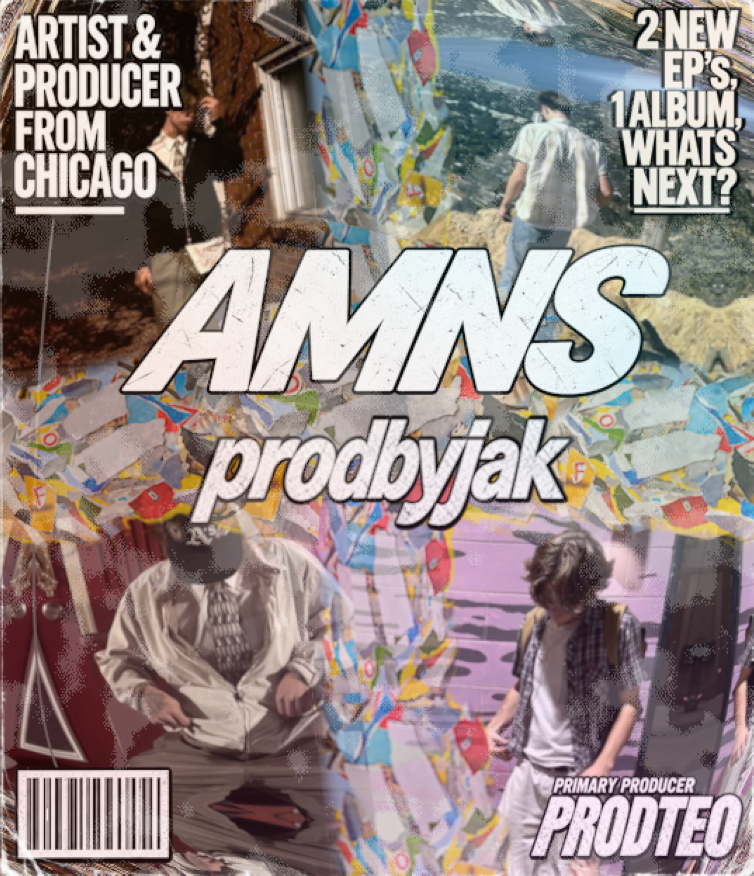 ARTIST &
PRODUCER
FROM
CHICAGO
2 NEW
EP's,
1 ALBUM,
WHATS
NEXT?
AMNS
prodbyjak
PRIMARY PRODUCER
PRODTEO